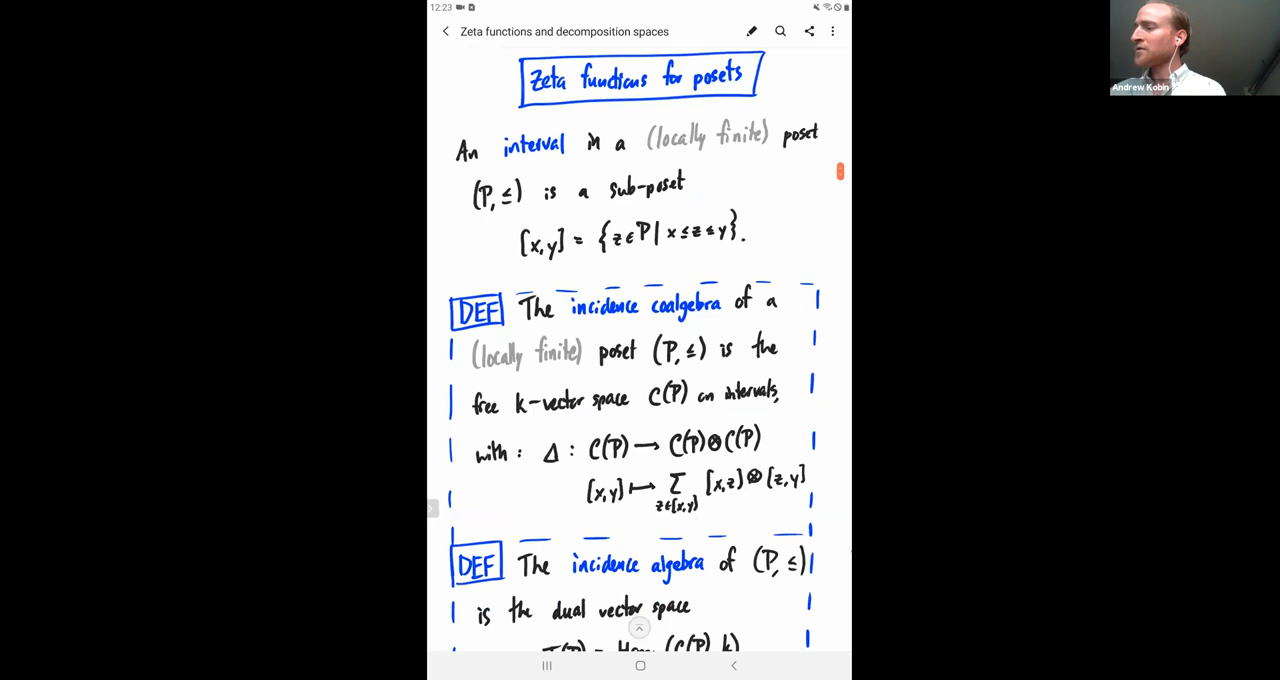 12:23
Zeta functions and decomposition spaces
Andrew Kobin
Zeta functions for posets
An interval in a (locally finite) poset
(P, ≤) is a sub-poset
[x,y] = {z∈P | x≤z≤y}.
DEF The incidence coalgebra of a
(locally finite) poset (P, ≤) is the
free k-vector space C(P) on intervals,
with: Δ : C(P) → C(P)⊗C(P)
[x,y] ↦ Σ [x,z]⊗[z,y]
z∈[x,y]
DEF The incidence algebra of (P, ≤)
is the dual vector space
I(P) = Hom (C(P), k)